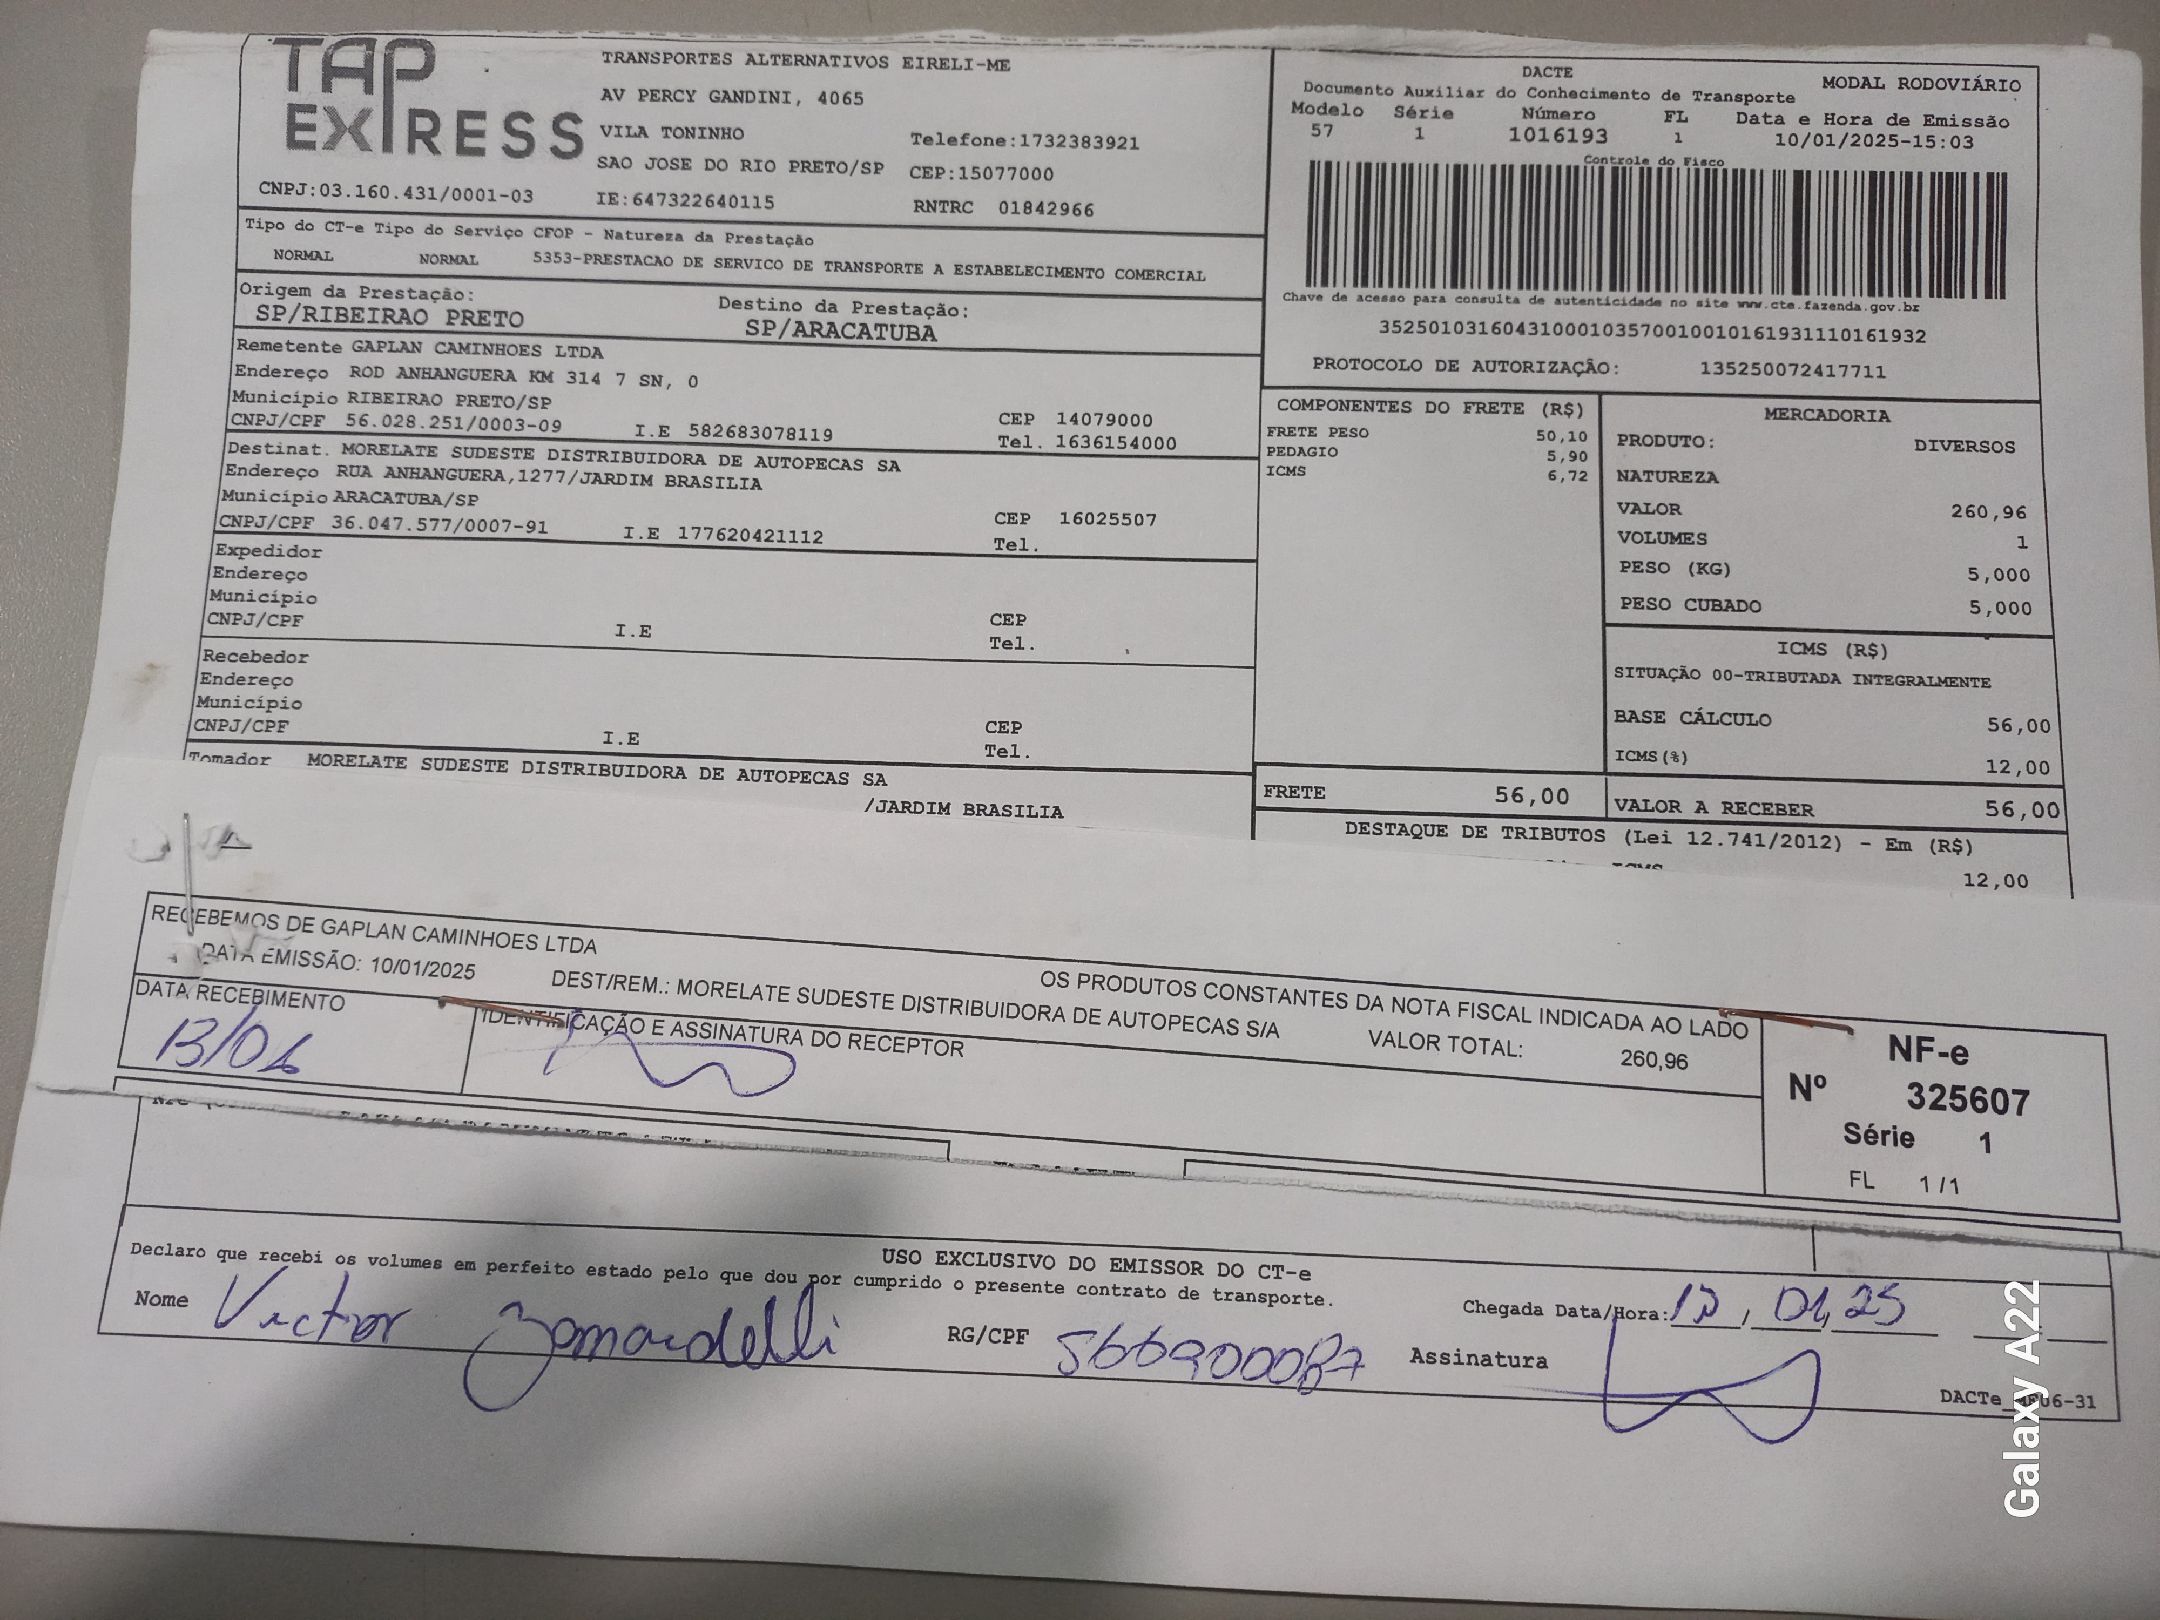 TAP EXPRESS
TRANSPORTES ALTERNATIVOS EIRELI-ME
AV PERCY GANDINI, 4065
VILA TONINHO
Telefone:1732383921
SAO JOSE DO RIO PRETO/SP CEP:15077000
CNPJ:03.160.431/0001-03 IE:647322640115 RNTRC 01842966
DACTE
MODAL RODOVIÁRIO
Documento Auxiliar do Conhecimento de Transporte
Modelo Série Número FL Data e Hora de Emissão
57 1 1016193 1 10/01/2025-15:03
Controle do Fisco
Chave de acesso para consulta de autenticidade no site www.cte.fazenda.gov.br
35250103160431000103570010010161931110161932
PROTOCOLO DE AUTORIZAÇÃO: 135250072417711
Tipo do CT-e Tipo do Serviço CFOP - Natureza da Prestação
NORMAL NORMAL 5353-PRESTACAO DE SERVICO DE TRANSPORTE A ESTABELECIMENTO COMERCIAL
Origem da Prestação: Destino da Prestação:
SP/RIBEIRAO PRETO SP/ARACATUBA
Remetente GAPLAN CAMINHOES LTDA
Endereço ROD ANHANGUERA KM 314 7 SN, 0
Município RIBEIRAO PRETO/SP CEP 14079000
CNPJ/CPF 56.028.251/0003-09 I.E 582683078119 Tel. 1636154000
Destinat. MORELATE SUDESTE DISTRIBUIDORA DE AUTOPECAS SA
Endereço RUA ANHANGUERA,1277/JARDIM BRASILIA
Município ARACATUBA/SP CEP 16025507
CNPJ/CPF 36.047.577/0007-91 I.E 177620421112 Tel.
Expedidor
Endereço
Município CEP
CNPJ/CPF I.E Tel.
Recebedor
Endereço
Município CEP
CNPJ/CPF I.E Tel.
Tomador MORELATE SUDESTE DISTRIBUIDORA DE AUTOPECAS SA
/JARDIM BRASILIA
COMPONENTES DO FRETE (R$)
FRETE PESO 50,10
PEDAGIO 5,90
ICMS 6,72
MERCADORIA
PRODUTO: DIVERSOS
NATUREZA
VALOR 260,96
VOLUMES 1
PESO (KG) 5,000
PESO CUBADO 5,000
ICMS (R$)
SITUAÇÃO 00-TRIBUTADA INTEGRALMENTE
BASE CÁLCULO 56,00
ICMS(%) 12,00
FRETE 56,00 VALOR A RECEBER 56,00
DESTAQUE DE TRIBUTOS (Lei 12.741/2012) - Em (R$)
12,00
RECEBEMOS DE GAPLAN CAMINHOES LTDA OS PRODUTOS CONSTANTES DA NOTA FISCAL INDICADA AO LADO
DATA EMISSÃO: 10/01/2025 DEST/REM.: MORELATE SUDESTE DISTRIBUIDORA DE AUTOPECAS S/A VALOR TOTAL: 260,96
DATA RECEBIMENTO IDENTIFICAÇÃO E ASSINATURA DO RECEPTOR
13/01
NF-e
Nº 325607
Série 1
FL 1 /1
USO EXCLUSIVO DO EMISSOR DO CT-e
Declaro que recebi os volumes em perfeito estado pelo que dou por cumprido o presente contrato de transporte.
Nome Victor Zamardelli RG/CPF Chegada Data/Hora: 13, 01, 25
Assinatura
Galaxy A22